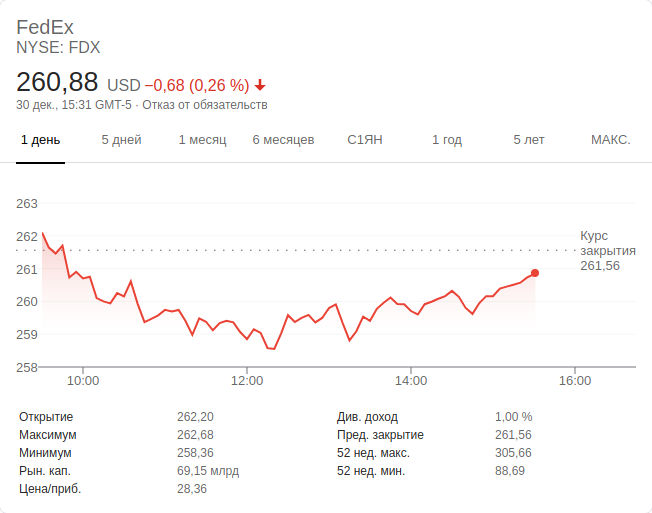 FedEx
NYSE: FDX
260,88 USD −0,68 (0,26 %)
30 дек., 15:31 GMT-5 · Отказ от обязательств
1 день 5 дней 1 месяц 6 месяцев С1ЯН 1 год 5 лет МАКС.
263
262
261
260
259
258
Курс
закрытия
261,56
10:00 12:00 14:00 16:00
Открытие 262,20 Див. доход 1,00 %
Максимум 262,68 Пред. закрытие 261,56
Минимум 258,36 52 нед. макс. 305,66
Рын. кап. 69,15 млрд 52 нед. мин. 88,69
Цена/приб. 28,36